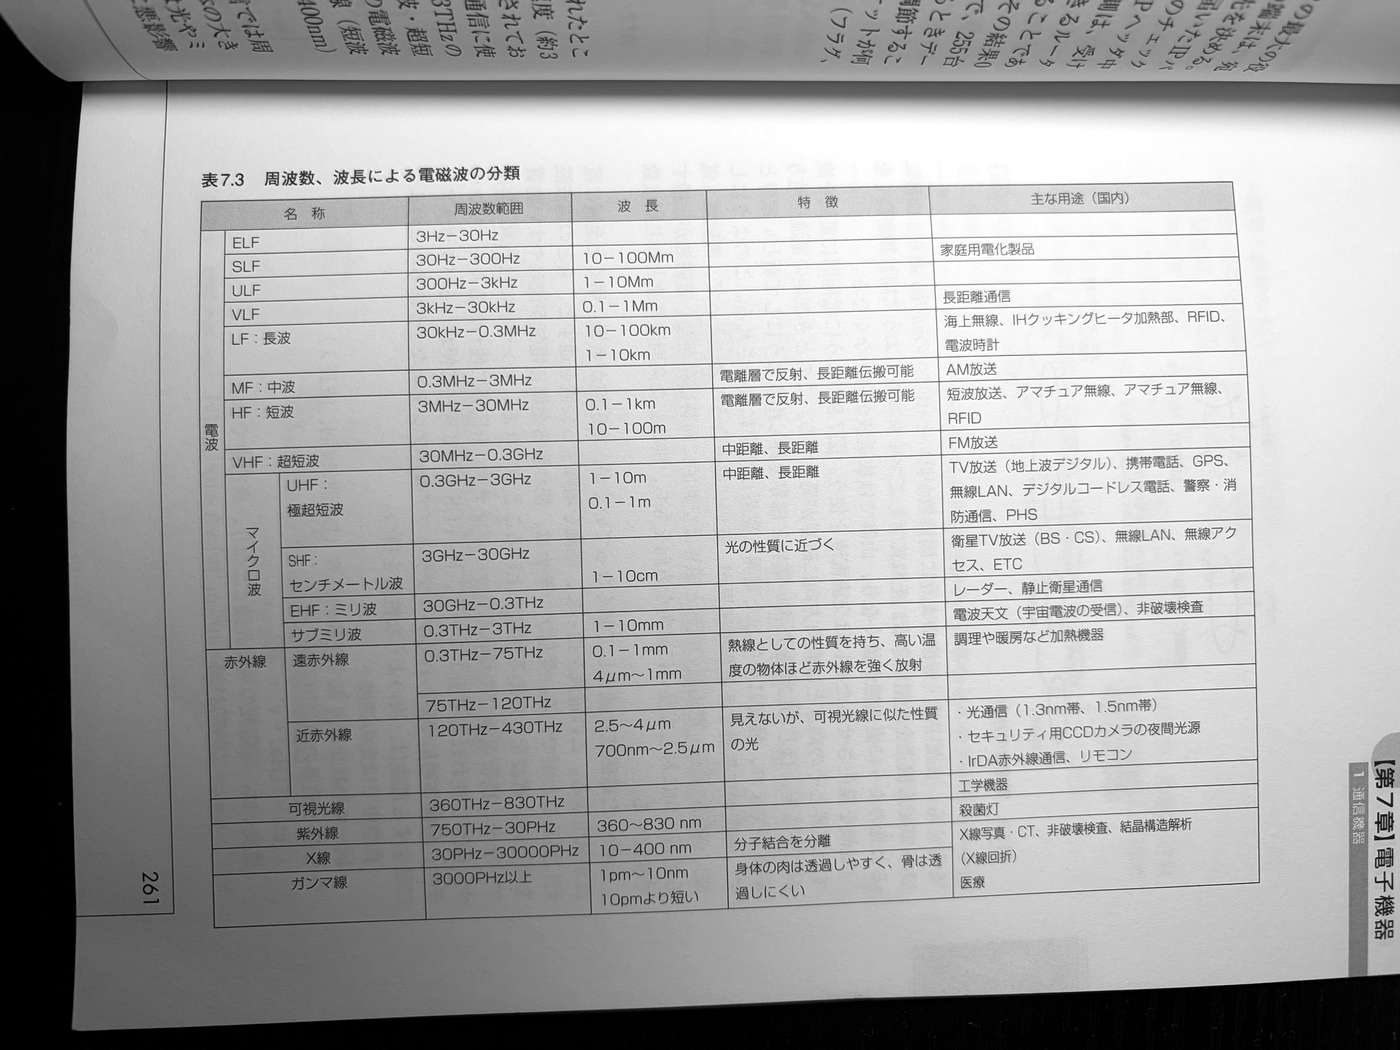 表7.3　周波数、波長による電磁波の分類
名　称　周波数範囲　波　長　特　徴　主な用途（国内）
電波
ELF　3Hz－30Hz
家庭用電化製品
SLF　30Hz－300Hz　10－100Mm
ULF　300Hz－3kHz　1－10Mm
長距離通信
VLF　3kHz－30kHz　0.1－1Mm
海上無線、IHクッキングヒータ加熱部、RFID、
電波時計
LF：長波　30kHz－0.3MHz　10－100km
1－10km
MF：中波　0.3MHz－3MHz　電離層で反射、長距離伝搬可能　AM放送
HF：短波　3MHz－30MHz　0.1－1km　電離層で反射、長距離伝搬可能　短波放送、アマチュア無線、アマチュア無線、
10－100m　RFID
VHF：超短波　30MHz－0.3GHz　中距離、長距離　FM放送
マイクロ波
UHF：　0.3GHz－3GHz　1－10m　中距離、長距離　TV放送（地上波デジタル）、携帯電話、GPS、
極超短波　0.1－1m　無線LAN、デジタルコードレス電話、警察・消
防通信、PHS
SHF：　3GHz－30GHz　光の性質に近づく　衛星TV放送（BS・CS）、無線LAN、無線アク
センチメートル波　1－10cm　セス、ETC
EHF：ミリ波　30GHz－0.3THz　レーダー、静止衛星通信
サブミリ波　0.3THz－3THz　1－10mm　電波天文（宇宙電波の受信）、非破壊検査
赤外線　遠赤外線　0.3THz－75THz　0.1－1mm　熱線としての性質を持ち、高い温　調理や暖房など加熱機器
4μm～1mm　度の物体ほど赤外線を強く放射
75THz－120THz
近赤外線　120THz－430THz　2.5～4μm　見えないが、可視光線に似た性質　・光通信（1.3nm帯、1.5nm帯）
700nm～2.5μm　の光　・セキュリティ用CCDカメラの夜間光源
・IrDA赤外線通信、リモコン
可視光線　360THz－830THz　工学機器
紫外線　750THz－30PHz　360～830 nm　殺菌灯
X線　30PHz－30000PHz　10－400 nm　分子結合を分離　X線写真・CT、非破壊検査、結晶構造解析
（X線回折）
ガンマ線　3000PHz以上　1pm～10nm　身体の肉は透過しやすく、骨は透　医療
10pmより短い　過しにくい
261
【第7章】電子機器
1 通信機器